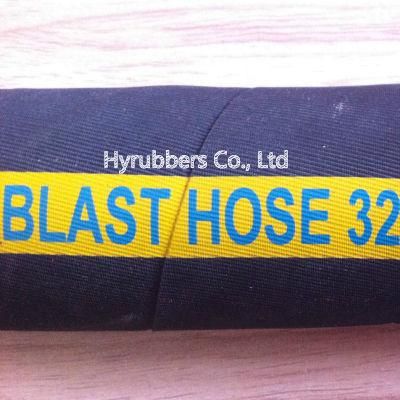 Hyrubbers Co., Ltd
BLAST HOSE 32